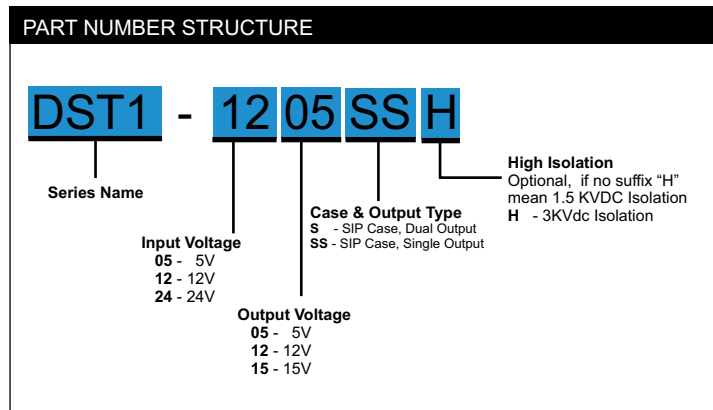 PART NUMBER STRUCTURE
DST1 - 12 05 SS H
Series Name
Input Voltage
05 - 5V
12 - 12V
24 - 24V
Output Voltage
05 - 5V
12 - 12V
15 - 15V
Case & Output Type
S - SIP Case, Dual Output
SS - SIP Case, Single Output
High Isolation
Optional, if no suffix “H”
mean 1.5 KVDC Isolation
H - 3KVdc Isolation